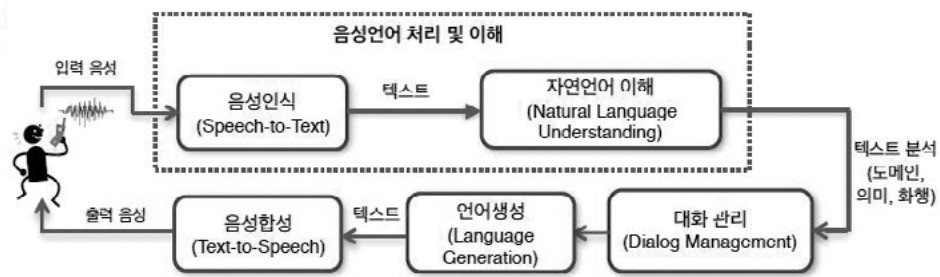 음성언어 처리 및 이해
입력 음성
음성인식
(Speech-to-Text)
텍스트
자연언어 이해
(Natural Language
Understanding)
텍스트 분석
(도메인,
의미, 화행)
대화 관리
(Dialog Management)
언어생성
(Language
Generation)
텍스트
음성합성
(Text-to-Speech)
출력 음성